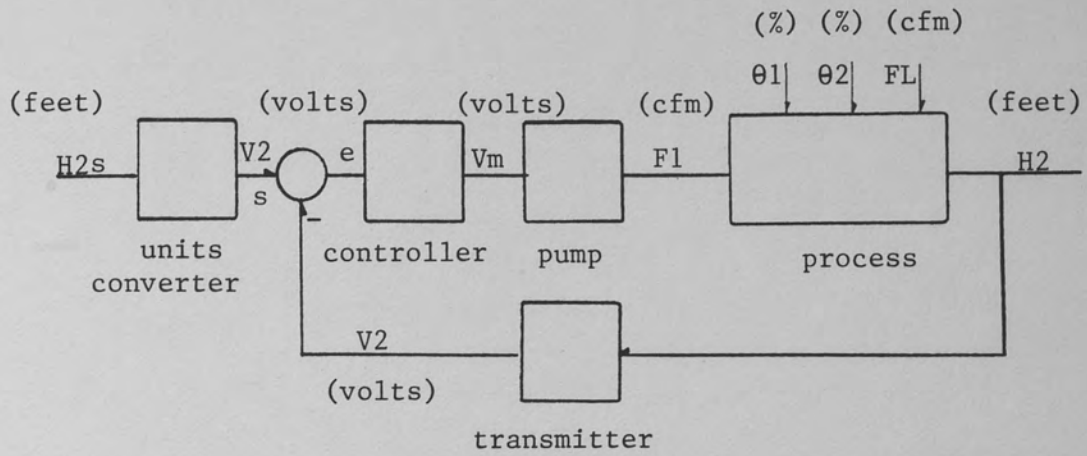 (%) (%) (cfm)
θ1 θ2 FL
(feet) (volts) (volts) (cfm) (feet)
H2s V2 e Vm F1 H2
s
-
units controller pump process
converter
V2
(volts)
transmitter